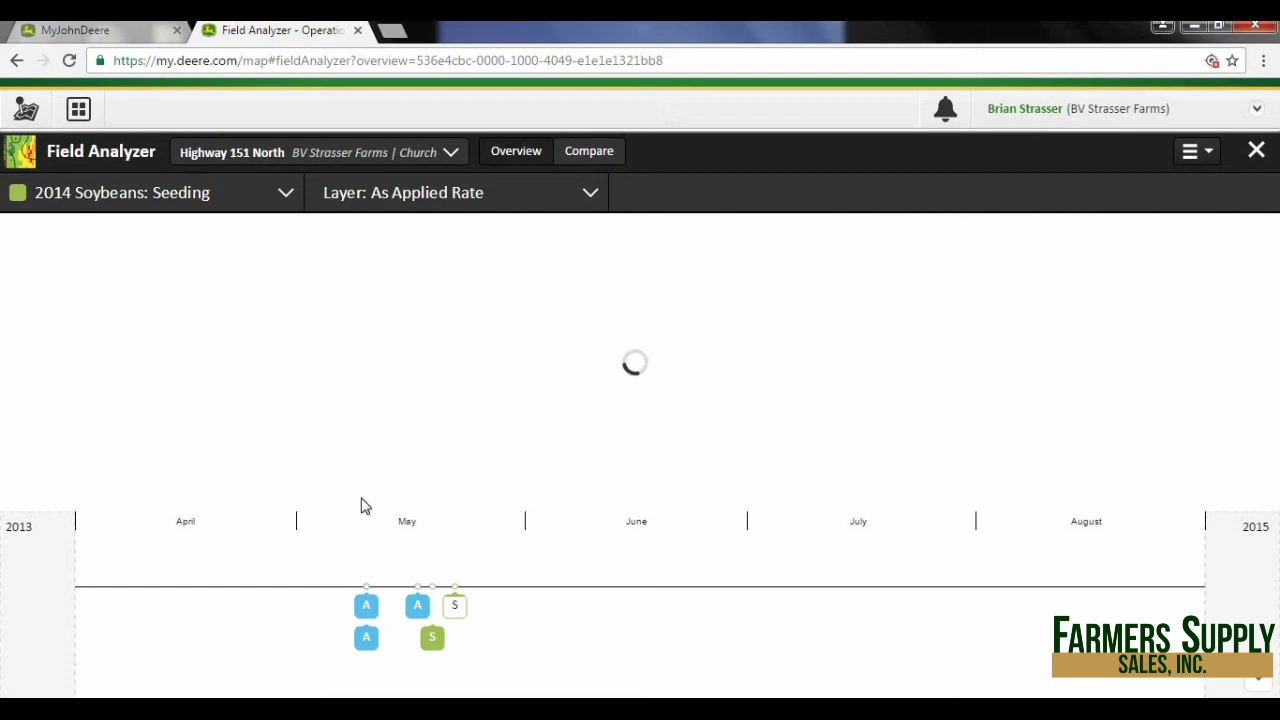 MyJohnDeere
Field Analyzer - Operatio
https://my.deere.com/map#fieldAnalyzer?overview=536e4cbc-0000-1000-4049-e1e1e1321bb8
Brian Strasser (BV Strasser Farms)
Field Analyzer
Highway 151 North BV Strasser Farms | Church
Overview
Compare
2014 Soybeans: Seeding
Layer: As Applied Rate
2013
April
May
June
July
August
2015
A A S
A S
FARMERS SUPPLY
SALES, INC.